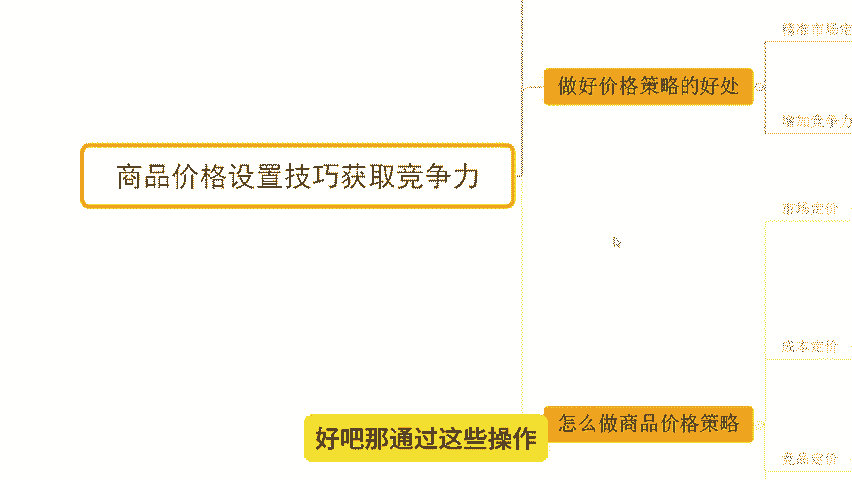 精准市场定
做好价格策略的好处
增加竞争力
商品价格设置技巧获取竞争力
市场定价
成本定价
怎么做商品价格策略
好吧那通过这些操作
竞品定价